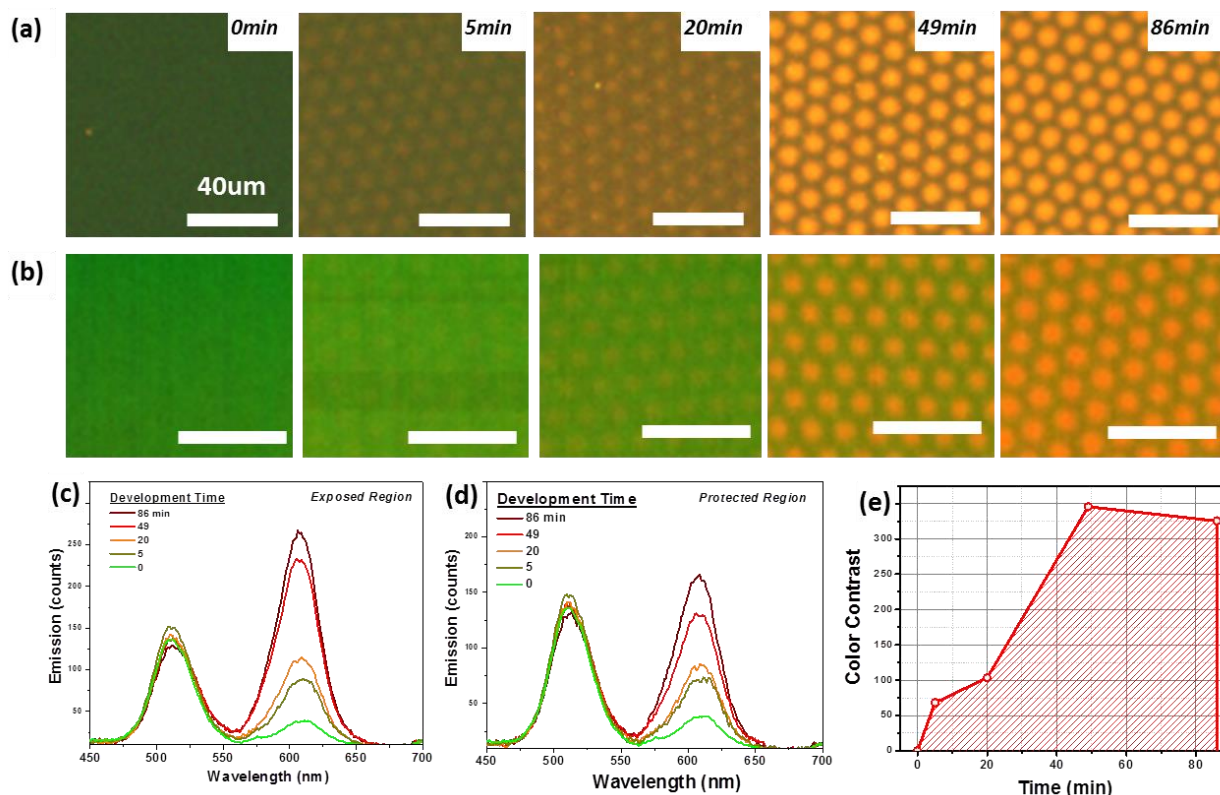 (a)
0min
5min
20min
49min
86min
40um
(b)
(c)
Development Time
Exposed Region
86 min
49
20
5
0
250
200
150
100
50
Emission (counts)
450
500
550
600
650
700
Wavelength (nm)
(d)
Development Time
Protected Region
86 min
49
20
5
0
200
150
100
50
Emission (counts)
450
500
550
600
650
700
Wavelength (nm)
(e)
300
250
200
150
100
50
0
Color Contrast
0
20
40
60
80
Time (min)